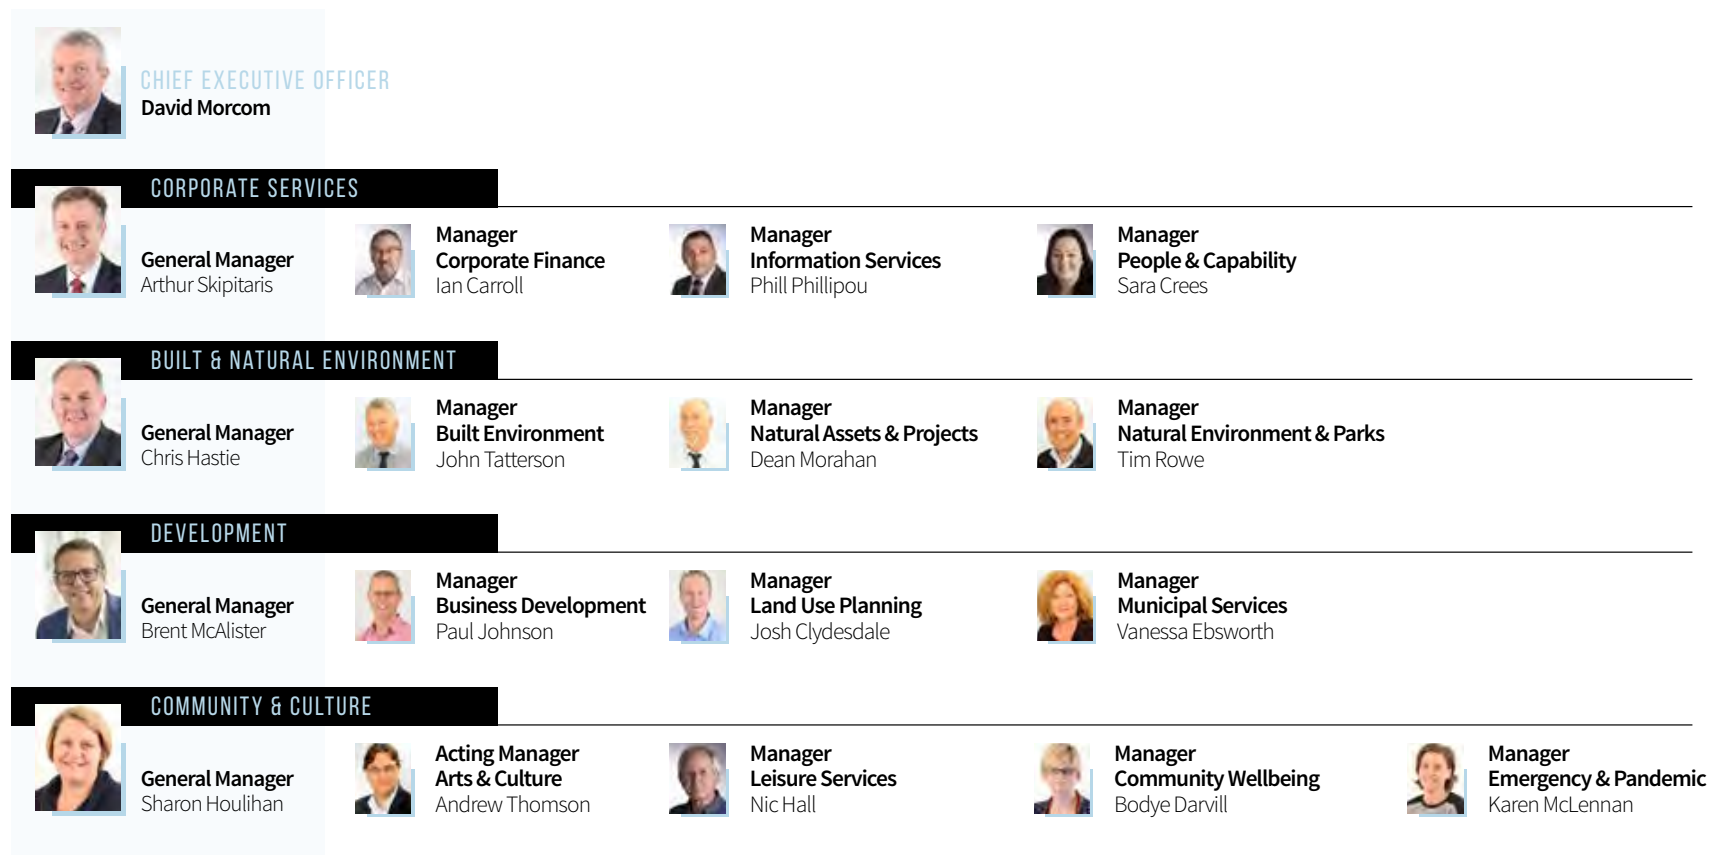 CHIEF EXECUTIVE OFFICER
David Morcom
CORPORATE SERVICES
General Manager
Arthur Skipitaris
Manager
Corporate Finance
Ian Carroll
Manager
Information Services
Phill Phillipou
Manager
People & Capability
Sara Crees
BUILT & NATURAL ENVIRONMENT
General Manager
Chris Hastie
Manager
Built Environment
John Tatterson
Manager
Natural Assets & Projects
Dean Morahan
Manager
Natural Environment & Parks
Tim Rowe
DEVELOPMENT
General Manager
Brent McAlister
Manager
Business Development
Paul Johnson
Manager
Land Use Planning
Josh Clydesdale
Manager
Municipal Services
Vanessa Ebsworth
COMMUNITY & CULTURE
General Manager
Sharon Houlihan
Acting Manager
Arts & Culture
Andrew Thomson
Manager
Leisure Services
Nic Hall
Manager
Community Wellbeing
Bodye Darvill
Manager
Emergency & Pandemic
Karen McLennan